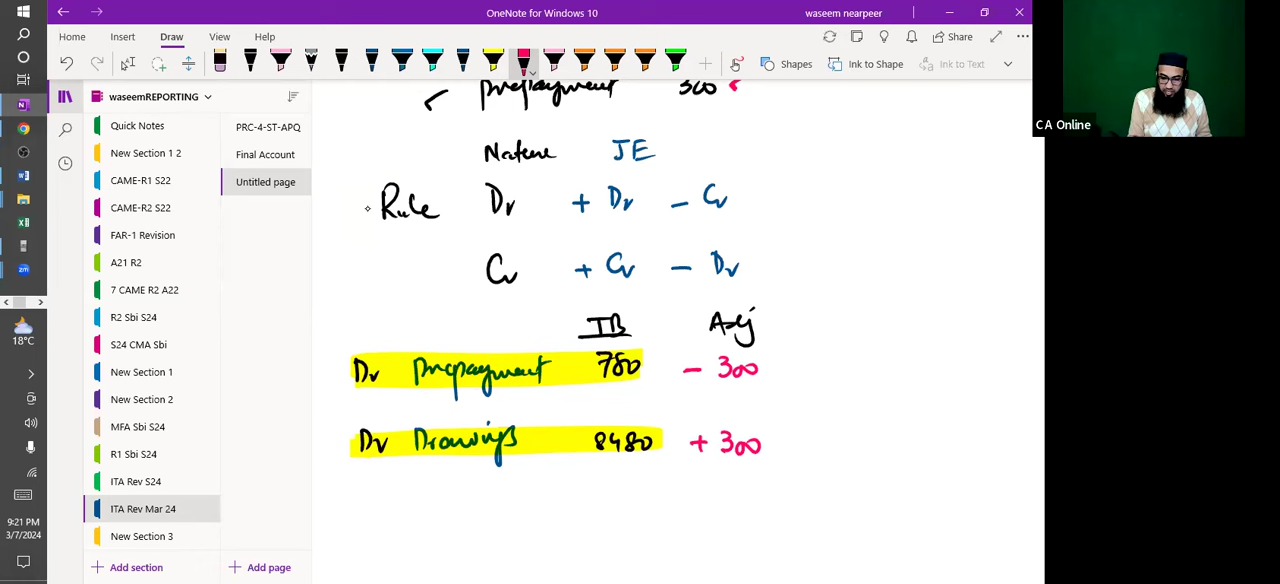 OneNote for Windows 10
waseem nearpeer
Home Insert Draw View Help
Share
Shapes
Ink to Shape
Ink to Text
waseemREPORTING
Quick Notes
New Section 1 2
CAME-R1 S22
CAME-R2 S22
FAR-1 Revision
A21 R2
7 CAME R2 A22
R2 Sbi S24
S24 CMA Sbi
New Section 1
New Section 2
MFA Sbi S24
R1 Sbi S24
ITA Rev S24
ITA Rev Mar 24
New Section 3
Add section
PRC-4-ST-APQ
Final Account
Untitled page
Add page
Prepayment 300
Nature JE
Rule Dr + Dr - Cr
Cr + Cr - Dr
TB Adj
Dr Prepayment 780 - 300
Dr Drawings 8480 + 300
18°C
9:21 PM
3/7/2024
C A Online